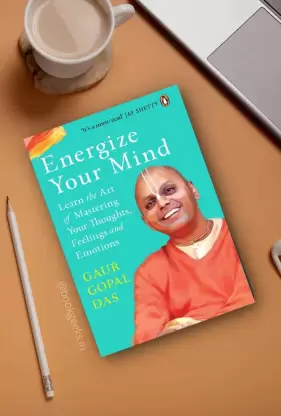 'It's a must-read' JAY SHETTY
Energize
Your Mind
Learn the Art
of Mastering
Your Thoughts,
Feelings and
Emotions
GAUR
GOPAL
DAS